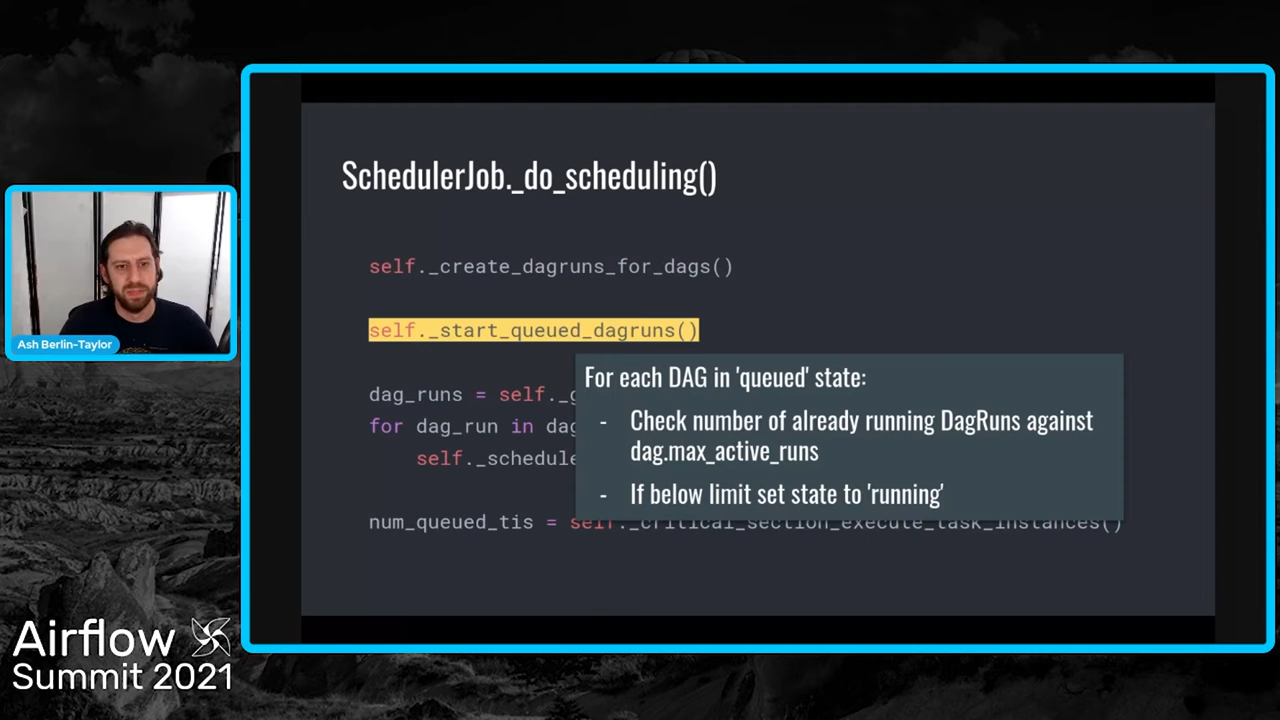 SchedulerJob._do_scheduling()
self._create_dagruns_for_dags()
self._start_queued_dagruns()
For each DAG in 'queued' state:
- Check number of already running DagRuns against
dag.max_active_runs
- If below limit set state to 'running'
dag_runs = self._g
for dag_run in dag
self._schedule
num_queued_tis = self._critical_section_execute_task_instances()
Ash Berlin-Taylor
Airflow
Summit 2021